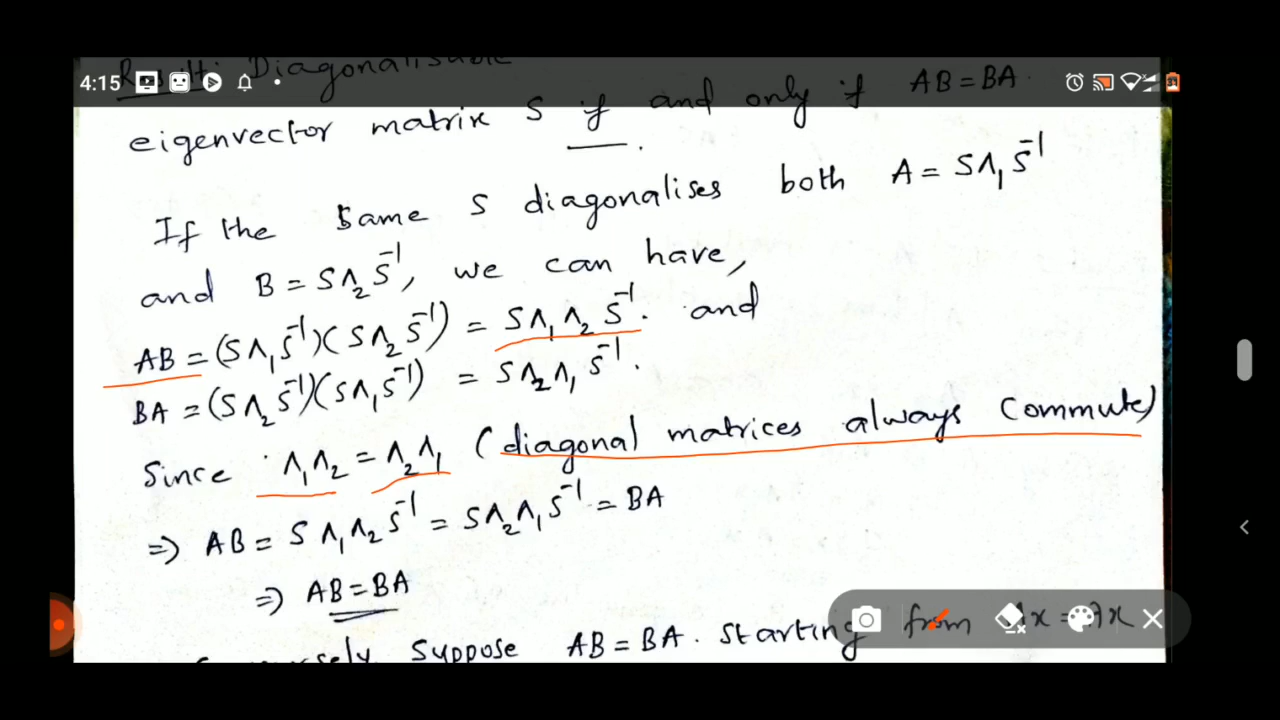 4:15
Result: Diagonalisable
eigenvector matrix S if and only if AB=BA
If the same S diagonalises both A = SΛ₁S⁻¹
and B = SΛ₂S⁻¹, we can have,
AB = (SΛ₁S⁻¹)(SΛ₂S⁻¹) = SΛ₁Λ₂S⁻¹. and
BA = (SΛ₂S⁻¹)(SΛ₁S⁻¹) = SΛ₂Λ₁S⁻¹.
Since Λ₁Λ₂ = Λ₂Λ₁ (diagonal matrices always commute)
⇒ AB = SΛ₁Λ₂S⁻¹ = SΛ₂Λ₁S⁻¹ = BA
⇒ AB = BA
Suppose AB = BA. Starting from